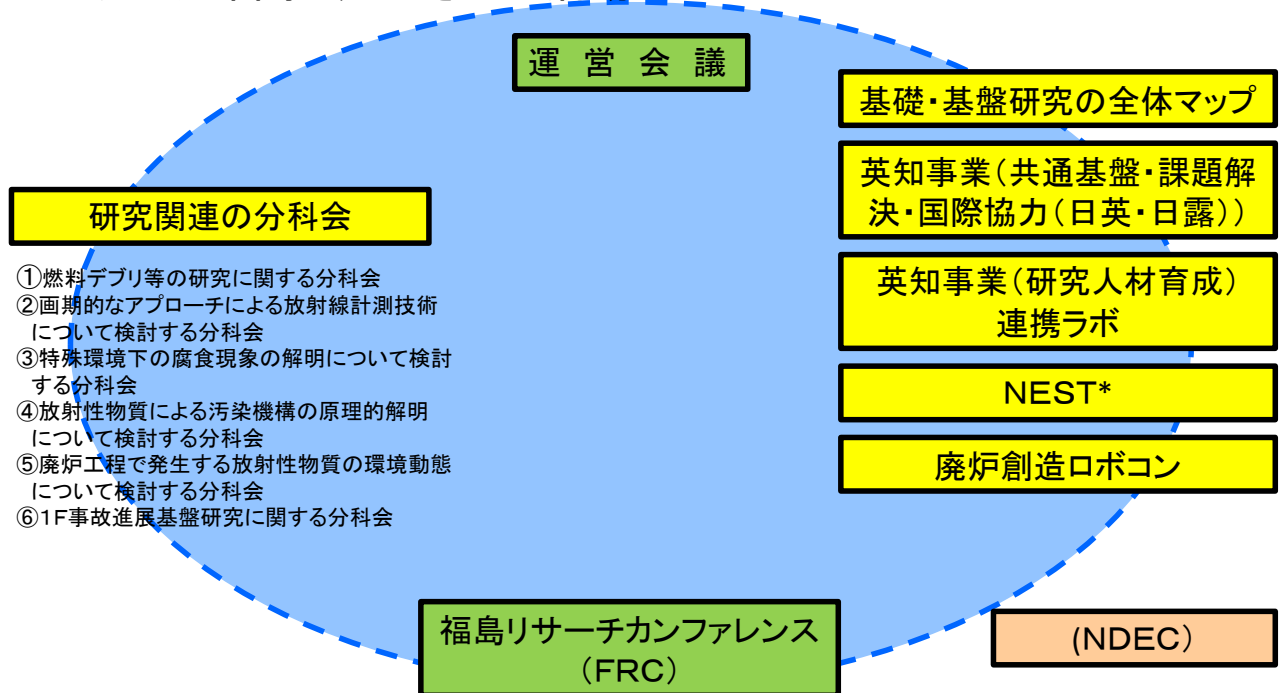 運 営 会 議
基礎・基盤研究の全体マップ
英知事業(共通基盤・課題解
決・国際協力(日英・日露))
英知事業(研究人材育成)
連携ラボ
NEST*
廃炉創造ロボコン
研究関連の分科会
①燃料デブリ等の研究に関する分科会
②画期的なアプローチによる放射線計測技術
について検討する分科会
③特殊環境下の腐食現象の解明について検討
する分科会
④放射性物質による汚染機構の原理的解明
について検討する分科会
⑤廃炉工程で発生する放射性物質の環境動態
について検討する分科会
⑥1F事故進展基盤研究に関する分科会
福島リサーチカンファレンス
(FRC)
(NDEC)